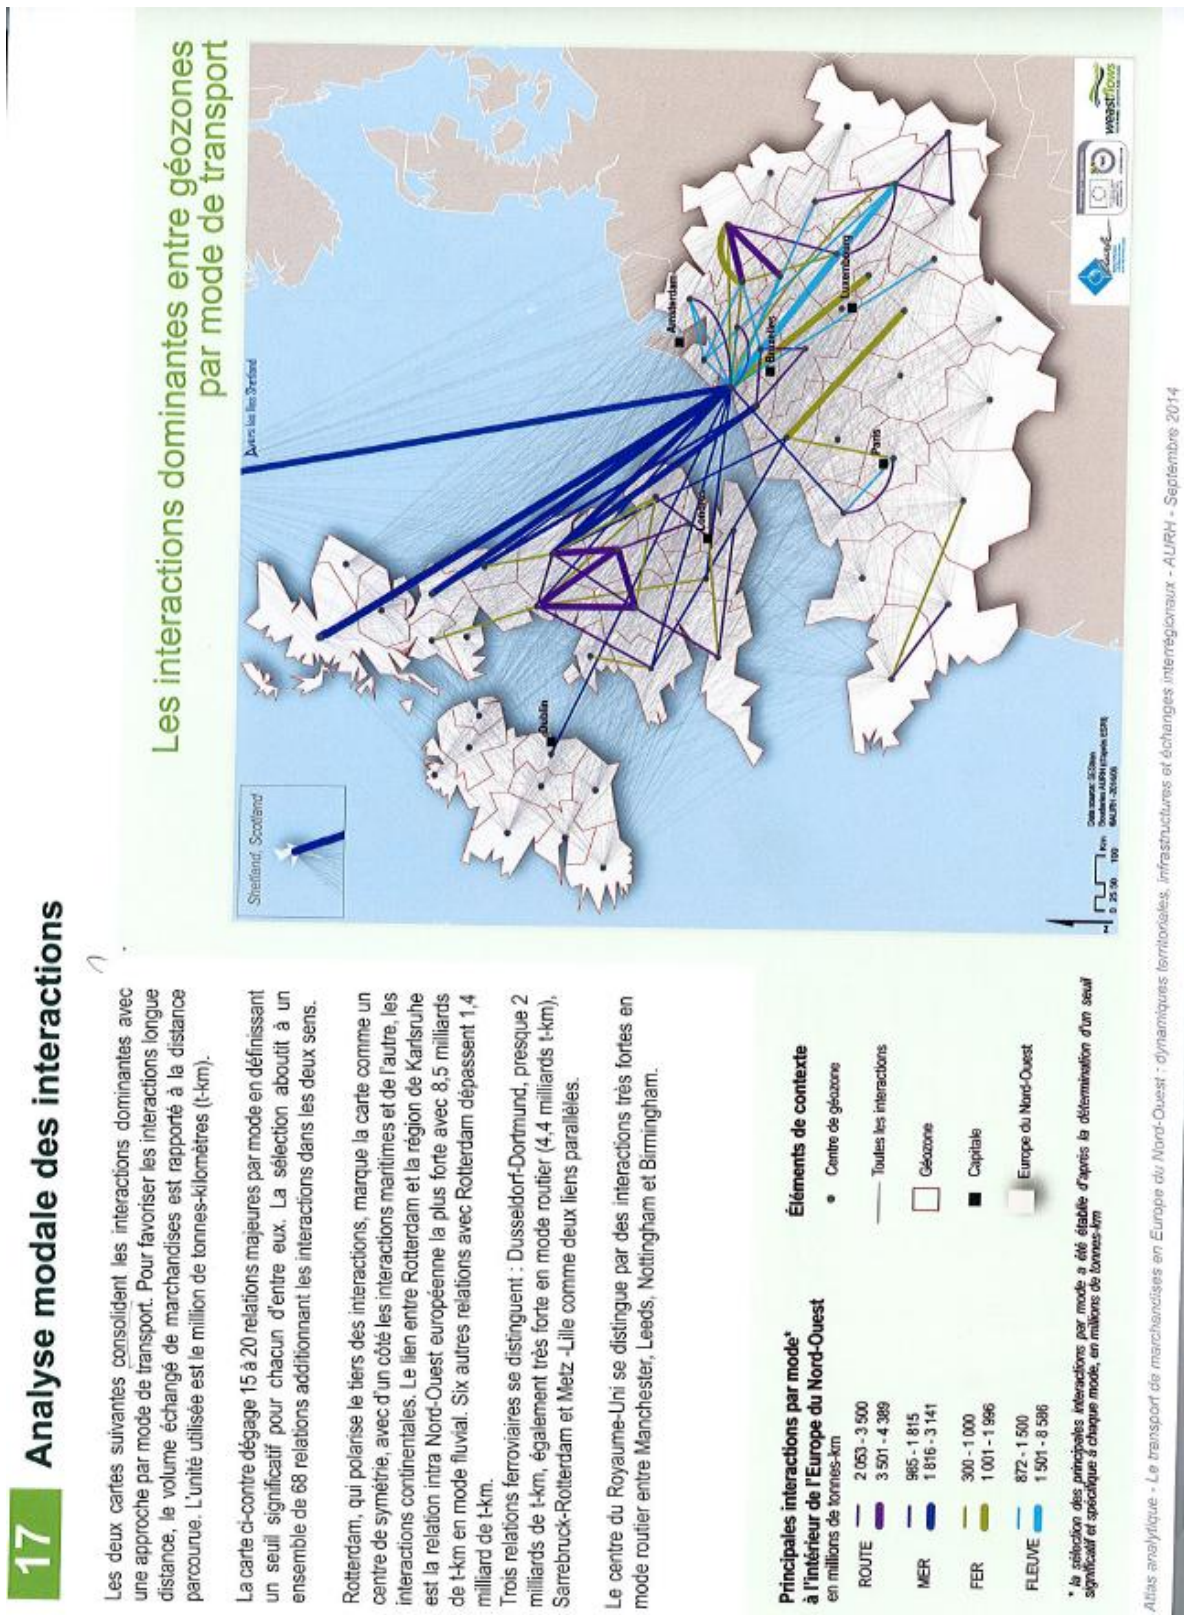 17 Analyse modale des interactions
Les deux cartes suivantes consolident les interactions dominantes avec
une approche par mode de transport. Pour favoriser les interactions longue
distance, le volume échangé de marchandises est rapporté à la distance
parcourue. L'unité utilisée est le million de tonnes-kilomètres (t-km).
La carte ci-contre dégage 15 à 20 relations majeures par mode en définissant
un seuil significatif pour chacun d'entre eux. La sélection aboutit à un
ensemble de 68 relations additionnant les interactions dans les deux sens.
Rotterdam, qui polarise le tiers des interactions, marque la carte comme un
centre de symétrie, avec d'un côté les interactions maritimes et de l'autre, les
interactions continentales. Le lien entre Rotterdam et la région de Karlsruhe
est la relation intra Nord-Ouest européenne la plus forte avec 8,5 milliards
de t-km en mode fluvial. Six autres relations avec Rotterdam dépassent 1,4
milliard de t-km.
Trois relations ferroviaires se distinguent : Dusseldorf-Dortmund, presque 2
milliards de t-km, également très forte en mode routier (4,4 milliards t-km),
Sarrebruck-Rotterdam et Metz -Lille comme deux liens parallèles.
Le centre du Royaume-Uni se distingue par des interactions très fortes en
mode routier entre Manchester, Leeds, Nottingham et Birmingham.
Principales interactions par mode*
à l'intérieur de l'Europe du Nord-Ouest
en millions de tonnes-km
ROUTE
2 053 - 3 500
3 501 - 4 389
MER
965 - 1 815
1 816 - 3 141
FER
300 - 1 000
1 001 - 1 996
FLEUVE
872 - 1 500
1 501 - 8 586
Éléments de contexte
Centre de géozone
Toutes les interactions
Géozone
Capitale
Europe du Nord-Ouest
* la sélection des principales interactions par mode a été établie d'après la détermination d'un seuil
significatif et spécifique à chaque mode, en millions de tonnes-km
Les interactions dominantes entre géozones
par mode de transport
Shetland, Scotland
vers les îles Shetland
Dublin
Londres
Amsterdam
Bruxelles
Luxembourg
Paris
N
0 25 50 100 Km
weastflows
Atlas analytique - Le transport de marchandises en Europe du Nord-Ouest : dynamiques territoriales, infrastructures et échanges interrégionaux - AURH - Septembre 2014